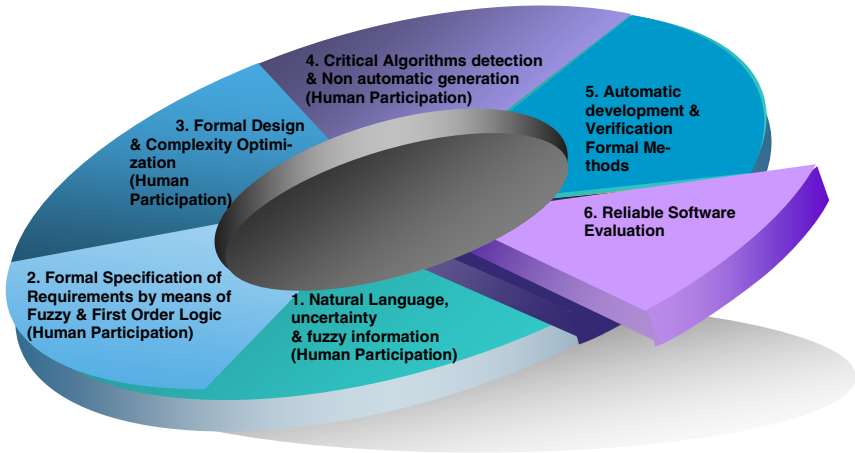 4. Critical Algorithms detection
& Non automatic generation
(Human Participation)
5. Automatic
development &
Verification
Formal Me-
thods
3. Formal Design
& Complexity Optimi-
zation
(Human
Participation)
6. Reliable Software
Evaluation
2. Formal Specification of
Requirements by means of
Fuzzy & First Order Logic
(Human Participation)
1. Natural Language,
uncertainty
& fuzzy information
(Human Participation)